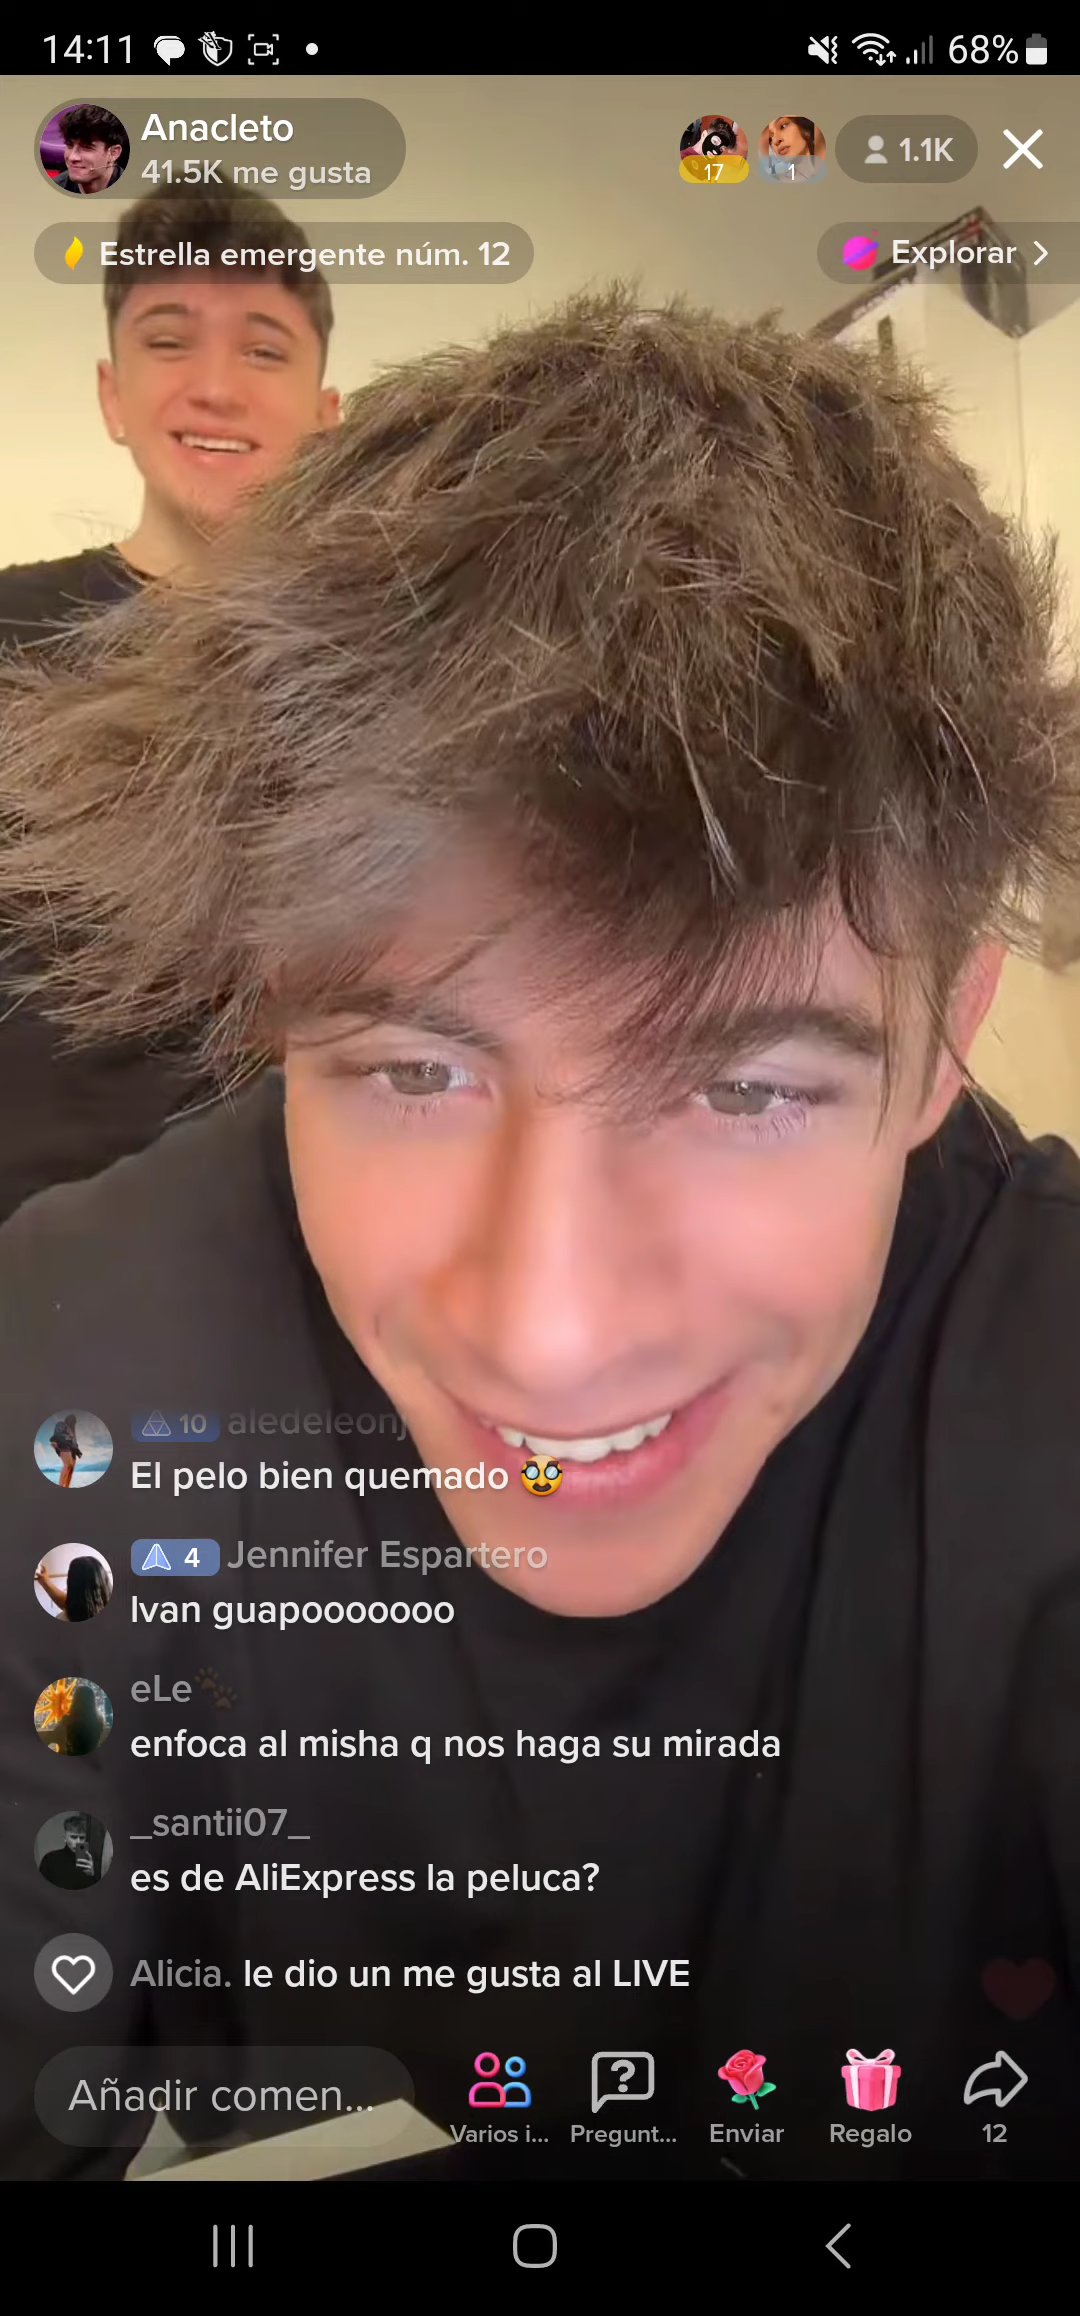 14:11
68%
Anacleto
41.5K me gusta
17
1
1.1K
Estrella emergente núm. 12
Explorar
10 aledeleonj
El pelo bien quemado
4 Jennifer Espartero
Ivan guapooooooo
eLe
enfoca al misha q nos haga su mirada
_santii07_
es de AliExpress la peluca?
Alicia. le dio un me gusta al LIVE
Añadir comen...
Varios i...
Pregunt...
Enviar
Regalo
12